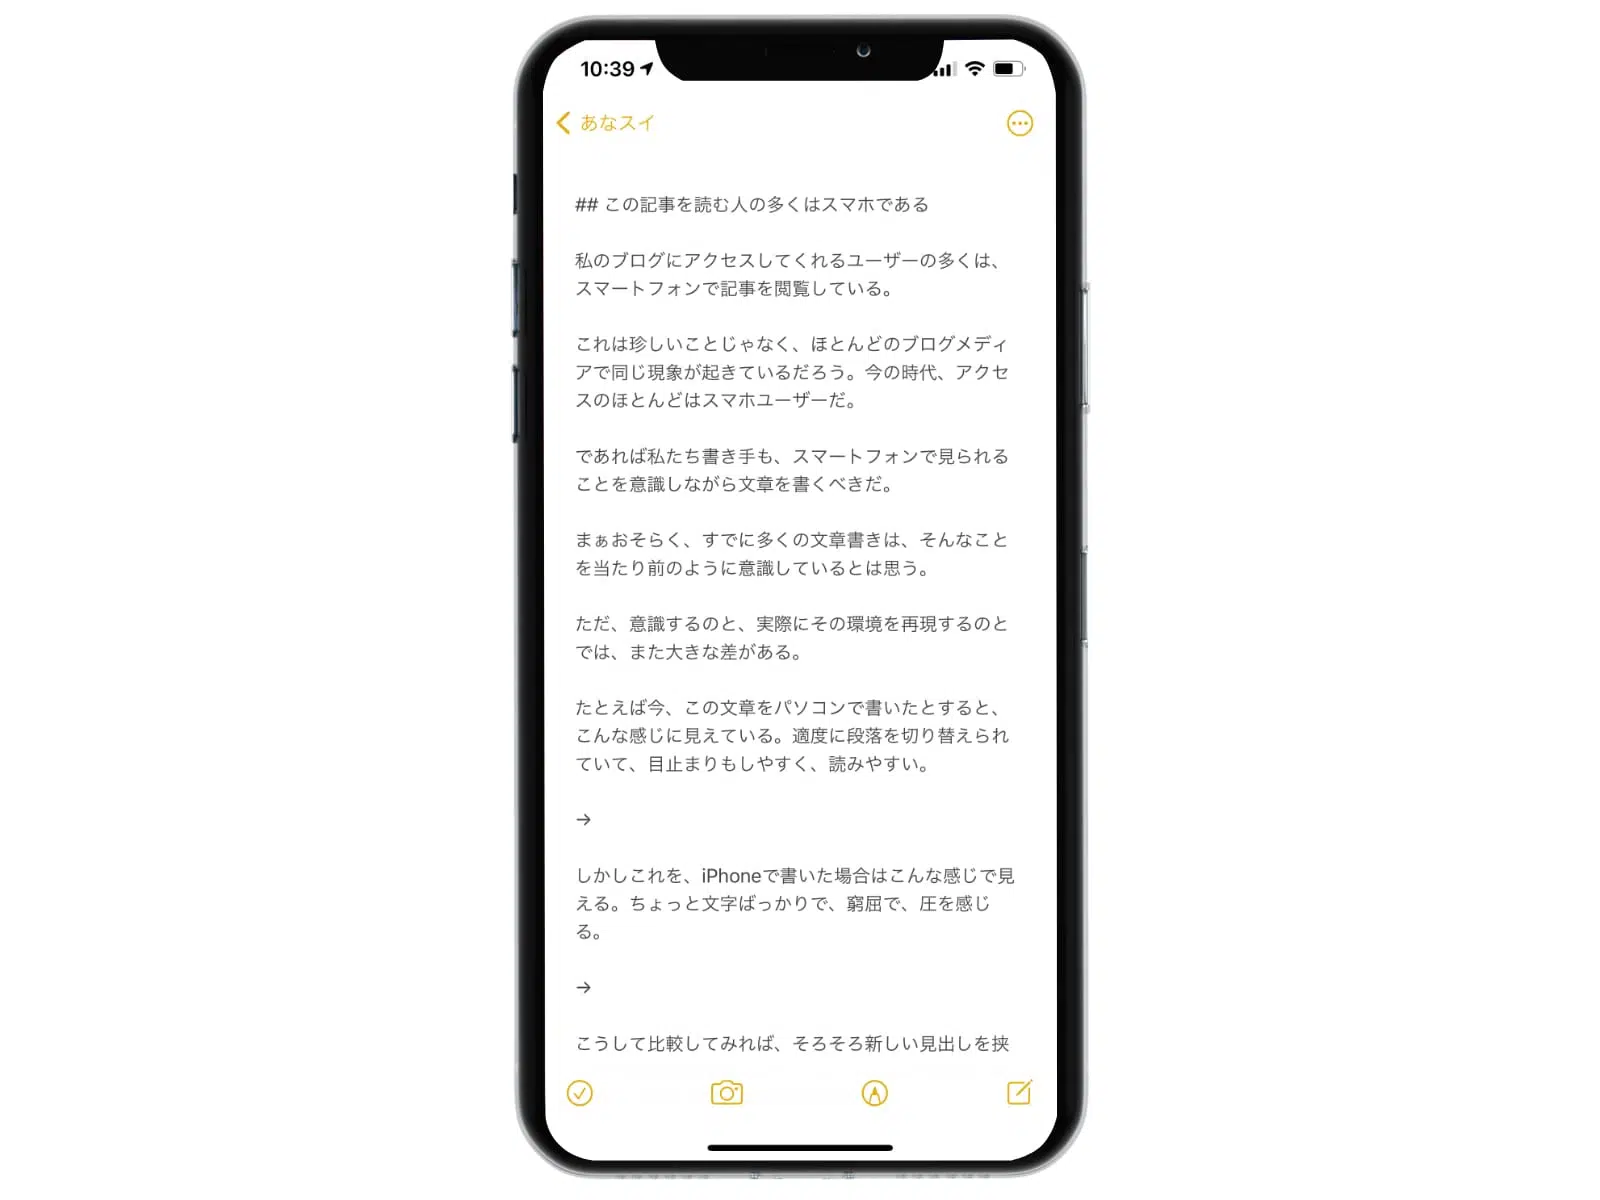 10:39
あなスイ
## この記事を読む人の多くはスマホである
私のブログにアクセスしてくれるユーザーの多くは、
スマートフォンで記事を閲覧している。
これは珍しいことじゃなく、ほとんどのブログメディ
アで同じ現象が起きているだろう。今の時代、アクセ
スのほとんどはスマホユーザーだ。
であれば私たち書き手も、スマートフォンで見られる
ことを意識しながら文章を書くべきだ。
まぁおそらく、すでに多くの文章書きは、そんなこと
を当たり前のように意識しているとは思う。
ただ、意識するのと、実際にその環境を再現するのと
では、また大きな差がある。
たとえば今、この文章をパソコンで書いたとすると、
こんな感じに見えている。適度に段落を切り替えられ
ていて、目止まりもしやすく、読みやすい。
→
しかしこれを、iPhoneで書いた場合はこんな感じで見
える。ちょっと文字ばっかりで、窮屈で、圧を感じ
る。
→
こうして比較してみれば、そろそろ新しい見出しを挟